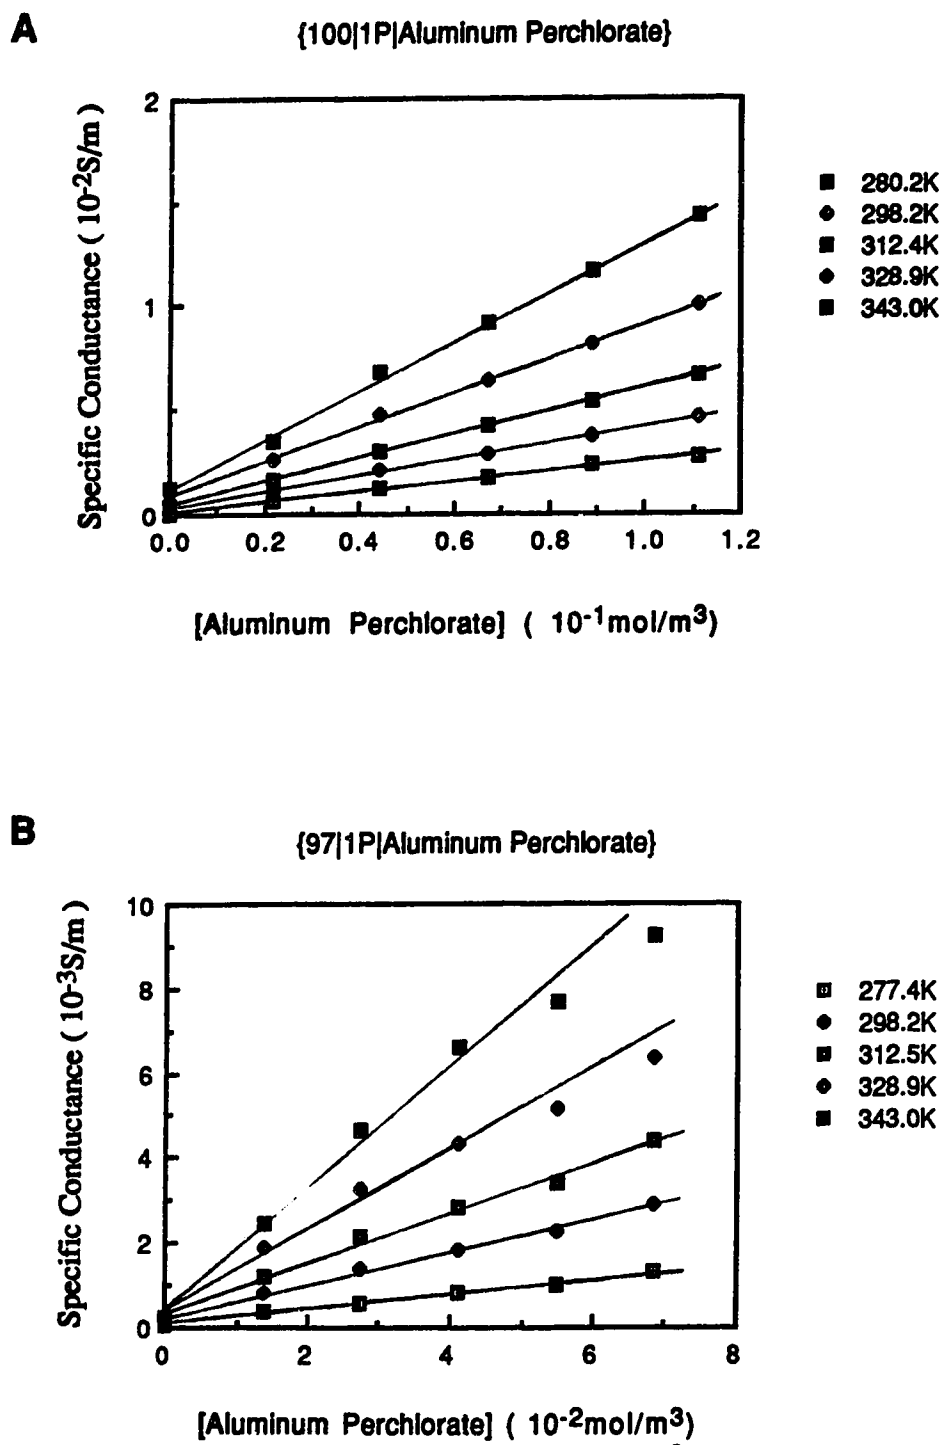 A
{100|1P|Aluminum Perchlorate}
Specific Conductance ( 10-2S/m )
2
1
0
0.0 0.2 0.4 0.6 0.8 1.0 1.2
[Aluminum Perchlorate] ( 10-1mol/m3)
280.2K
298.2K
312.4K
328.9K
343.0K
B
{97|1P|Aluminum Perchlorate}
Specific Conductance ( 10-3S/m )
10
8
6
4
2
0
0 2 4 6 8
[Aluminum Perchlorate] ( 10-2mol/m3)
277.4K
298.2K
312.5K
328.9K
343.0K